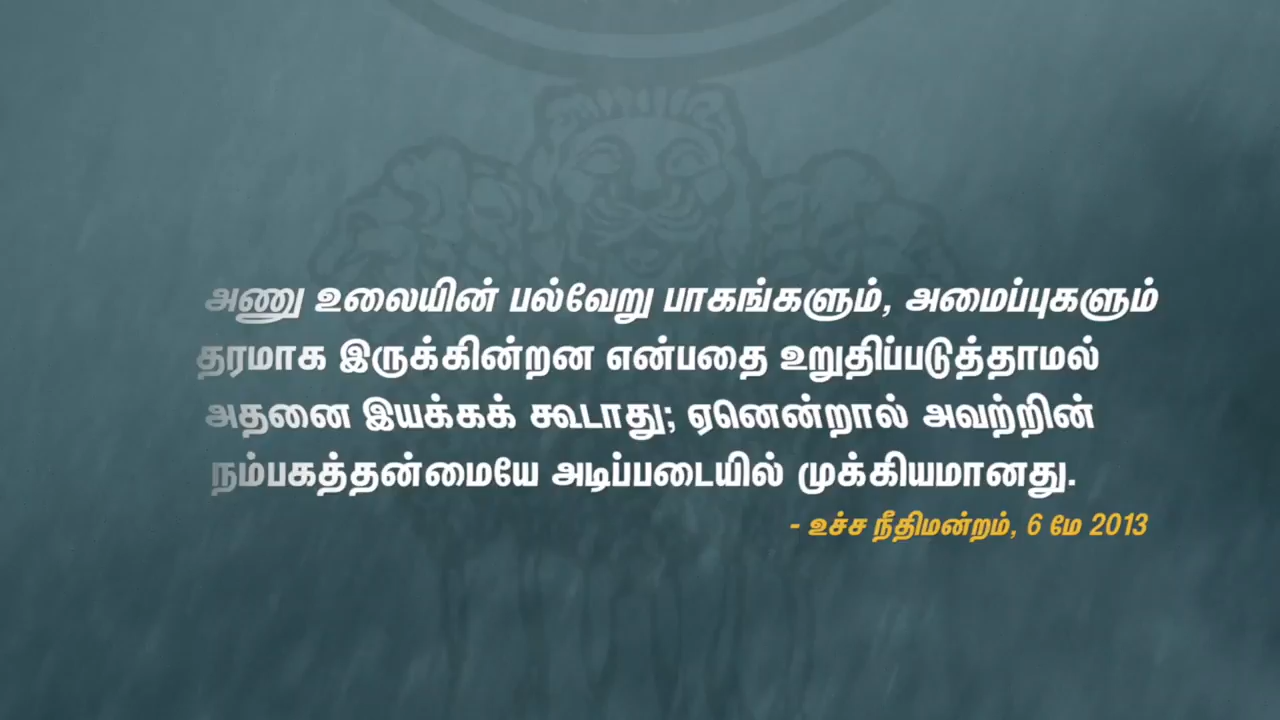 அணு உலையின் பல்வேறு பாகங்களும், அமைப்புகளும்
தரமாக இருக்கின்றன என்பதை உறுதிப்படுத்தாமல்
அதனை இயக்கக் கூடாது; ஏனென்றால் அவற்றின்
நம்பகத்தன்மையே அடிப்படையில் முக்கியமானது.
- உச்ச நீதிமன்றம், 6 மே 2013